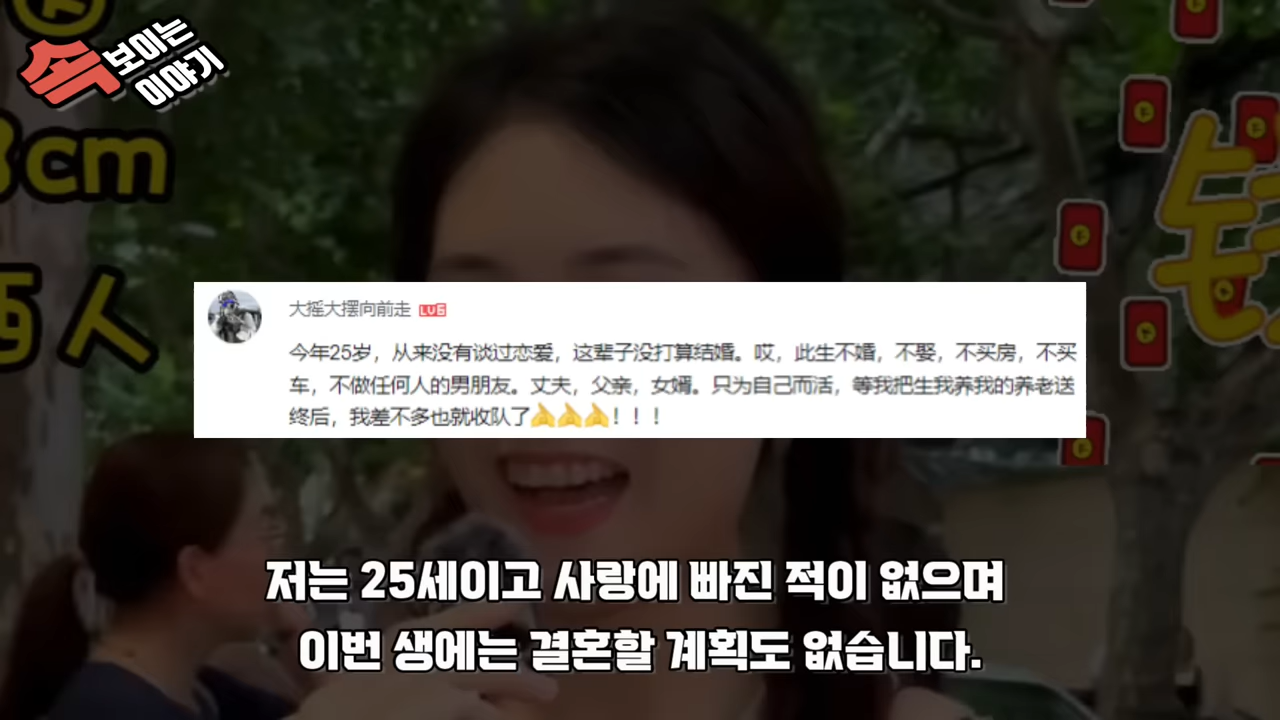 속
보이는
이야기
cm
人
钱
大摇大摆向前走 LV6
今年25岁，从来没有谈过恋爱，这辈子没打算结婚。哎，此生不婚，不娶，不买房，不买
车，不做任何人的男朋友。丈夫，父亲，女婿。只为自己而活，等我把生我养我的养老送
终后，我差不多也就收队了🤏🤏🤏！！！
저는 25세이고 사랑에 빠진 적이 없으며
이번 생에는 결혼할 계획도 없습니다.